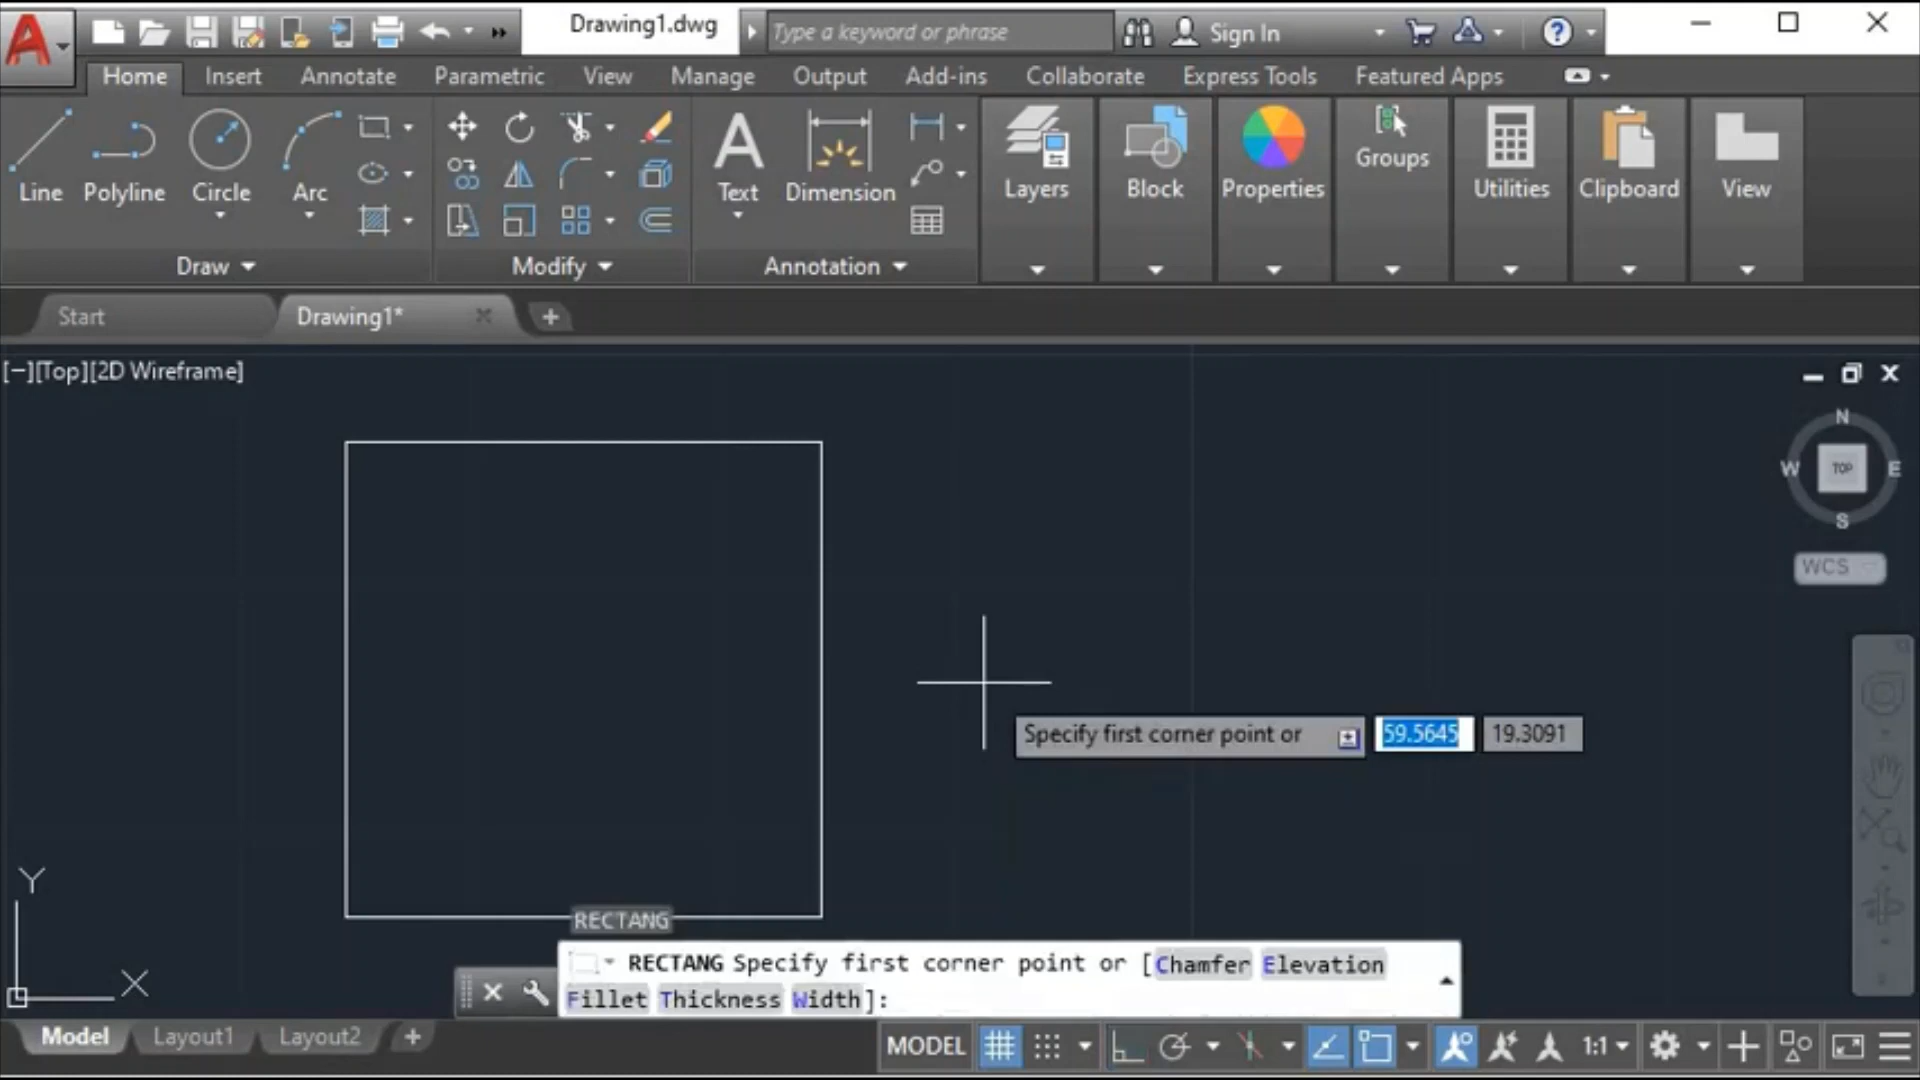 Drawing1.dwg
Type a keyword or phrase
Sign In
Home Insert Annotate Parametric View Manage Output Add-ins Collaborate Express Tools Featured Apps
Line Polyline Circle Arc
Text Dimension
Layers Block Properties Groups Utilities Clipboard View
Draw Modify Annotation
Start Drawing1*
[−][Top][2D Wireframe]
N
W TOP E
S
WCS
Specify first corner point or 59.5645 19.3091
Y
X
RECTANG
RECTANG Specify first corner point or [Chamfer Elevation
Fillet Thickness Width]:
Model Layout1 Layout2
MODEL 1:1